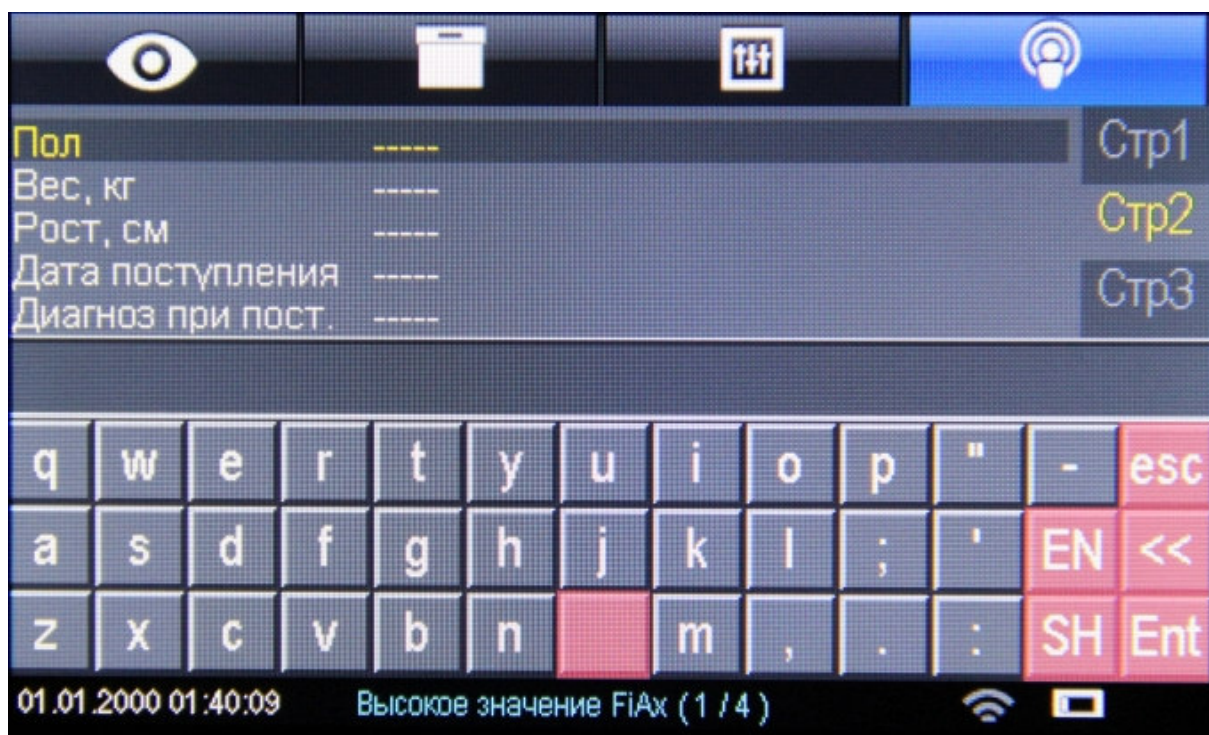 Пол -----
Стр1
Вес, кг -----
Стр2
Рост, см -----
Дата поступления -----
Стр3
Диагноз при пост. -----
q w e r t y u i o p " - esc
a s d f g h j k l ; ' EN <<
z x c v b n m , . : SH Ent
01.01.2000 01:40:09 Высокое значение FiAx ( 1 / 4 )